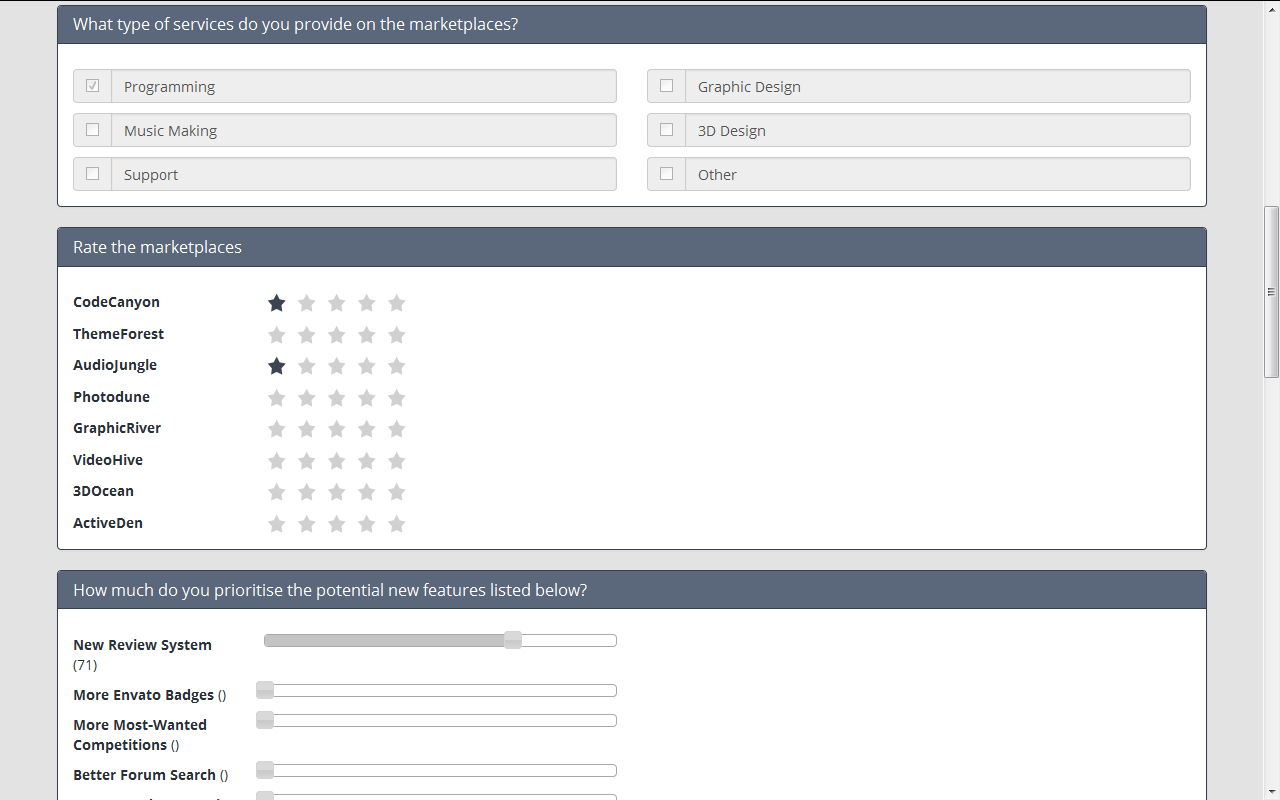 What type of services do you provide on the marketplaces?
Programming
Graphic Design
Music Making
3D Design
Support
Other
Rate the marketplaces
CodeCanyon
ThemeForest
AudioJungle
Photodune
GraphicRiver
VideoHive
3DOcean
ActiveDen
How much do you prioritise the potential new features listed below?
New Review System
(71)
More Envato Badges ()
More Most-Wanted
Competitions ()
Better Forum Search ()